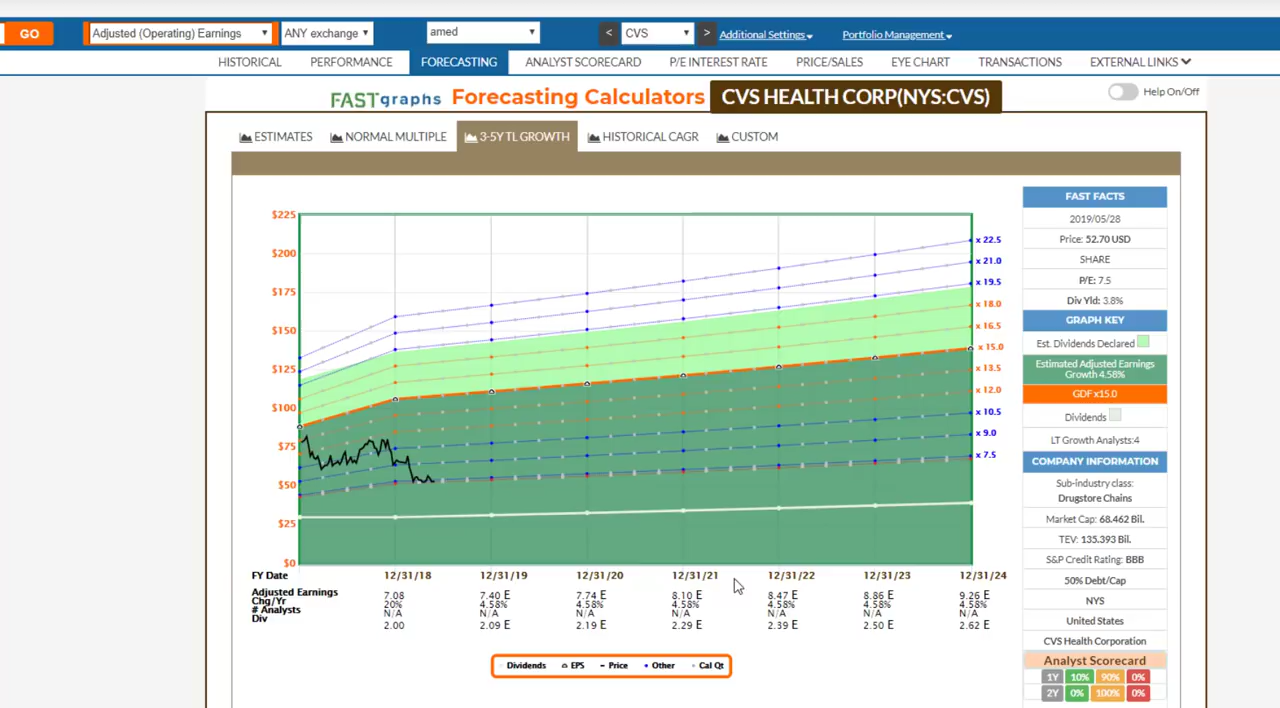 GO Adjusted (Operating) Earnings ANY exchange amed < CVS > Additional Settings Portfolio Management
HISTORICAL PERFORMANCE FORECASTING ANALYST SCORECARD P/E INTEREST RATE PRICE/SALES EYE CHART TRANSACTIONS EXTERNAL LINKS
FASTgraphs Forecasting Calculators CVS HEALTH CORP(NYS:CVS) Help On/Off
ESTIMATES NORMAL MULTIPLE 3-5Y TL GROWTH HISTORICAL CAGR CUSTOM
$225
$200
$175
$150
$125
$100
$75
$50
$25
$0
x 22.5
x 21.0
x 19.5
x 18.0
x 16.5
x 15.0
x 13.5
x 12.0
x 10.5
x 9.0
x 7.5
FY Date 12/31/18 12/31/19 12/31/20 12/31/21 12/31/22 12/31/23 12/31/24
Adjusted Earnings 7.08 7.40 E 7.74 E 8.10 E 8.47 E 8.86 E 9.26 E
Chg/Yr 20% 4.58% 4.58% 4.58% 4.58% 4.58% 4.58%
# Analysts N/A N/A N/A N/A N/A N/A N/A
Div 2.00 2.09 E 2.19 E 2.29 E 2.39 E 2.50 E 2.62 E
Dividends EPS Price Other Cal Qt
FAST FACTS
2019/05/28
Price: 52.70 USD
SHARE
P/E: 7.5
Div Yld: 3.8%
GRAPH KEY
Est. Dividends Declared
Estimated Adjusted Earnings
Growth 4.58%
GDF x15.0
Dividends
LT Growth Analysts:4
COMPANY INFORMATION
Sub-industry class:
Drugstore Chains
Market Cap: 68.462 Bil.
TEV: 135.393 Bil.
S&P Credit Rating: BBB
50% Debt/Cap
NYS
United States
CVS Health Corporation
Analyst Scorecard
1Y 10% 90% 0%
2Y 0% 100% 0%